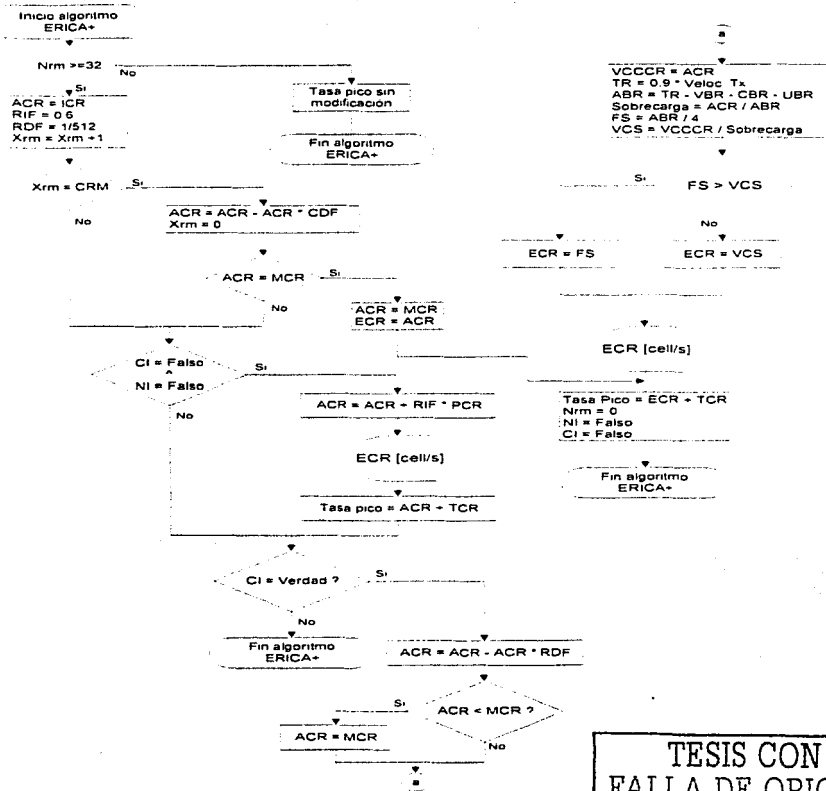 Inicio algoritmo
ERICA+
Nrm >=32
No
Si
Tasa pico sin
modificación
Fin algoritmo
ERICA+
ACR = ICR
RIF = 0.6
RDF = 1/512
Xrm = Xrm +1
Xrm = CRM
Si
No
ACR = ACR - ACR * CDF
Xrm = 0
ACR = MCR
Si
No
ACR = MCR
ECR = ACR
CI = Falso
^
NI = Falso
Si
No
ACR = ACR + RIF * PCR
ECR [cell/s]
Tasa pico = ACR + TCR
CI = Verdad ?
Si
No
Fin algoritmo
ERICA+
ACR = ACR - ACR * RDF
ACR < MCR ?
Si
No
ACR = MCR
a
a
VCCCR = ACR
TR = 0.9 * Veloc Tx
ABR = TR - VBR - CBR - UBR
Sobrecarga = ACR / ABR
FS = ABR / 4
VCS = VCCCR / Sobrecarga
FS > VCS
Si
No
ECR = FS
ECR = VCS
ECR [cell/s]
Tasa Pico = ECR + TCR
Nrm = 0
NI = Falso
CI = Falso
Fin algoritmo
ERICA+
TESIS CON